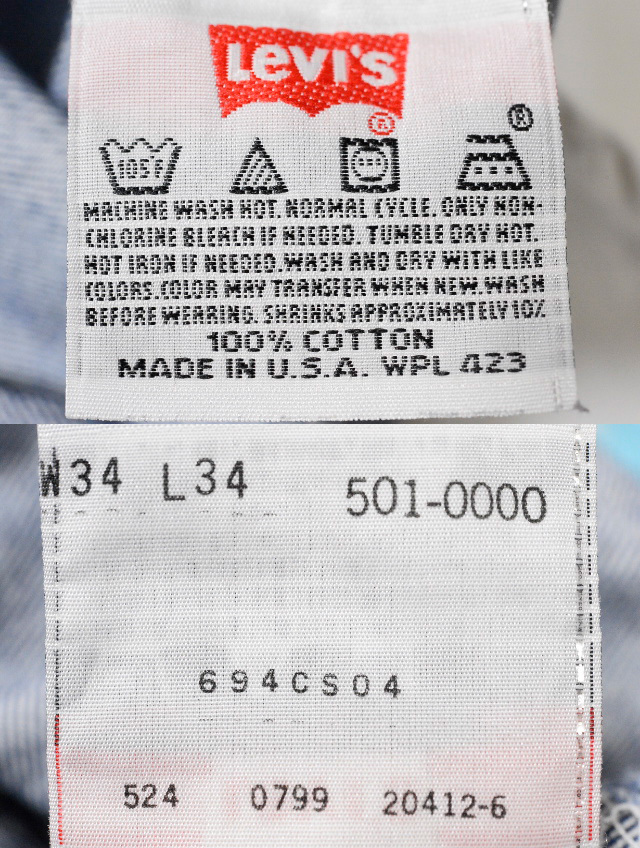 Levi's
®
®
105°F
MACHINE WASH HOT. NORMAL CYCLE. ONLY NON-
CHLORINE BLEACH IF NEEDED. TUMBLE DRY HOT.
HOT IRON IF NEEDED.WASH AND DRY WITH LIKE
COLORS.COLOR MAY TRANSFER WHEN NEW.WASH
BEFORE WEARING. SHRINKS APPROXIMATELY 10%
100% COTTON
MADE IN U.S.A. WPL 423
W34 L34 501-0000
694CS04
524 0799 20412-6